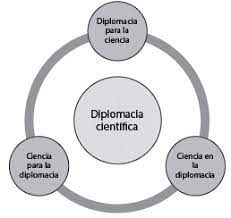 Diplomacia
para la
ciencia
Diplomacia
científica
Ciencia
para la
diplomacia
Ciencia en
la
diplomacia